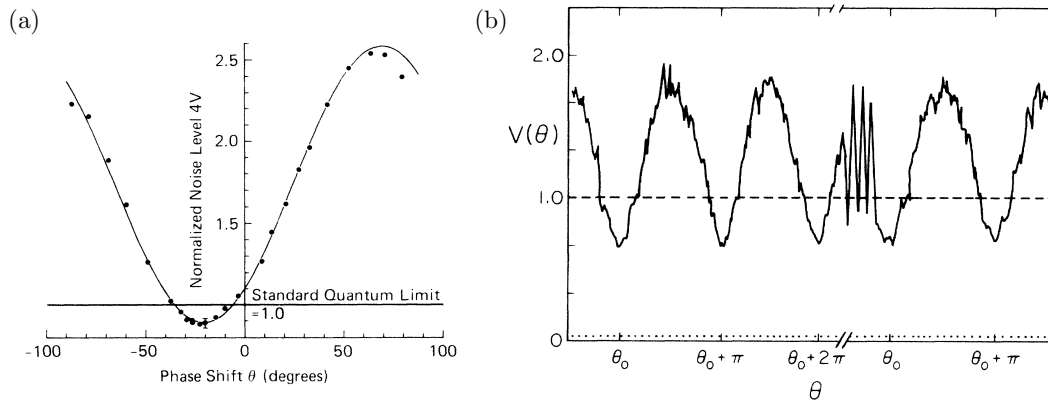 (a)
Normalized Noise Level 4V
2.5
2.0
1.5
Standard Quantum Limit
=1.0
-100
-50
0
50
100
Phase Shift θ (degrees)
(b)
2.0
V(θ)
1.0
0
θ₀
θ₀ + π
θ₀ + 2π
θ₀
θ₀ + π
θ